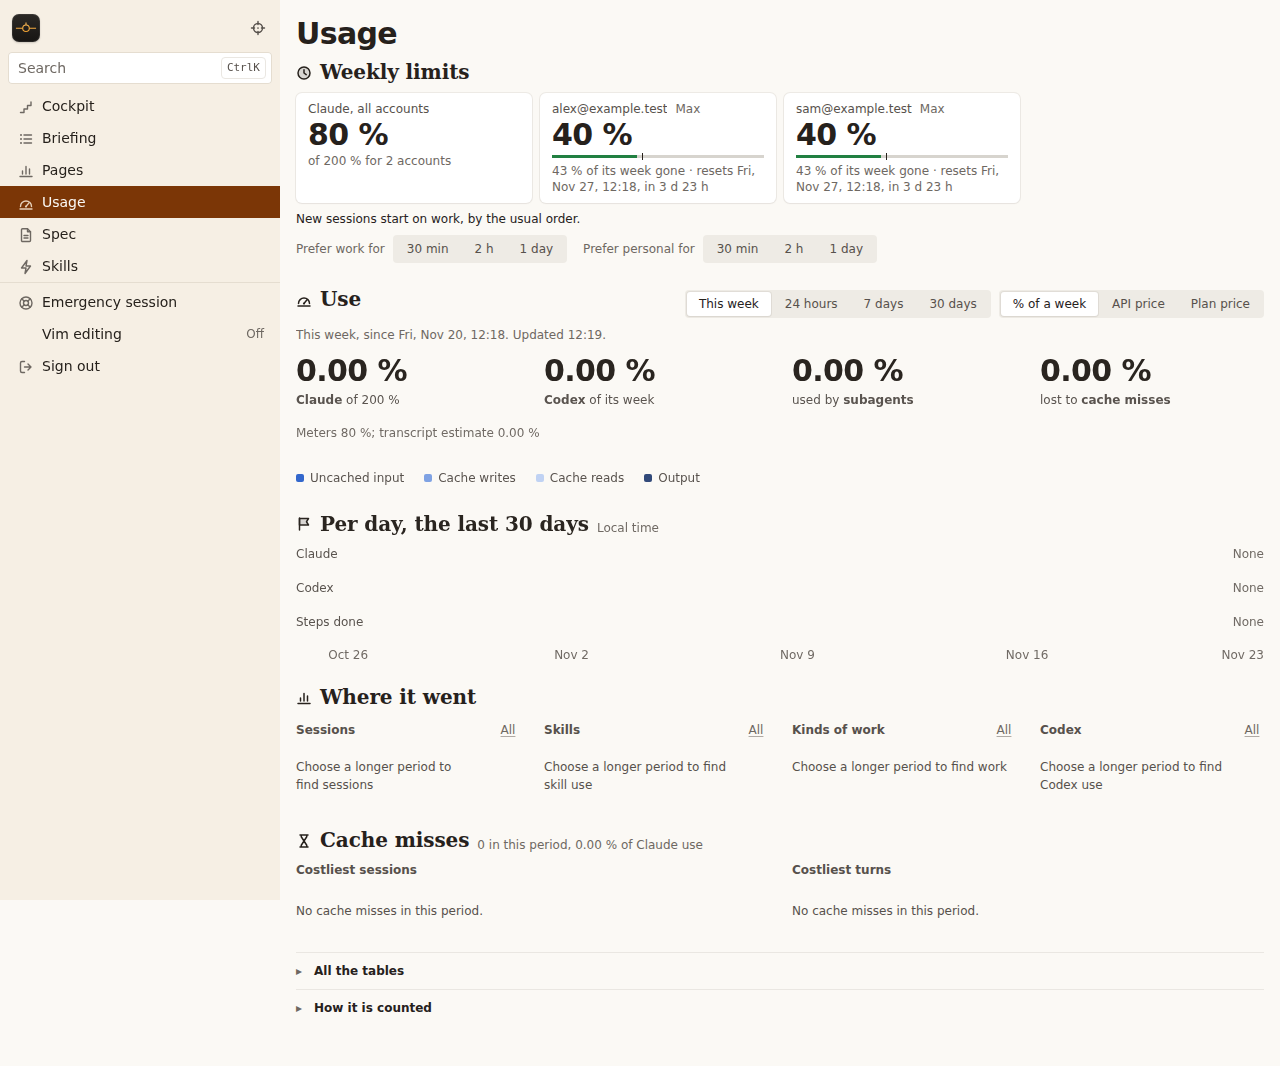 Usage
Search CtrlK
Cockpit
Briefing
Pages
Usage
Spec
Skills
Emergency session
Vim editing Off
Sign out
Weekly limits
Claude, all accounts
80 %
of 200 % for 2 accounts
alex@example.test Max
40 %
43 % of its week gone · resets Fri,
Nov 27, 12:18, in 3 d 23 h
sam@example.test Max
40 %
43 % of its week gone · resets Fri,
Nov 27, 12:18, in 3 d 23 h
New sessions start on work, by the usual order.
Prefer work for 30 min 2 h 1 day Prefer personal for 30 min 2 h 1 day
Use
This week 24 hours 7 days 30 days % of a week API price Plan price
This week, since Fri, Nov 20, 12:18. Updated 12:19.
0.00 % 0.00 % 0.00 % 0.00 %
Claude of 200 % Codex of its week used by subagents lost to cache misses
Meters 80 %; transcript estimate 0.00 %
Uncached input Cache writes Cache reads Output
Per day, the last 30 days Local time
Claude None
Codex None
Steps done None
Oct 26 Nov 2 Nov 9 Nov 16 Nov 23
Where it went
Sessions All Skills All Kinds of work All Codex All
Choose a longer period to
find sessions
Choose a longer period to find
skill use
Choose a longer period to find work
Choose a longer period to find
Codex use
Cache misses 0 in this period, 0.00 % of Claude use
Costliest sessions Costliest turns
No cache misses in this period. No cache misses in this period.
All the tables
How it is counted